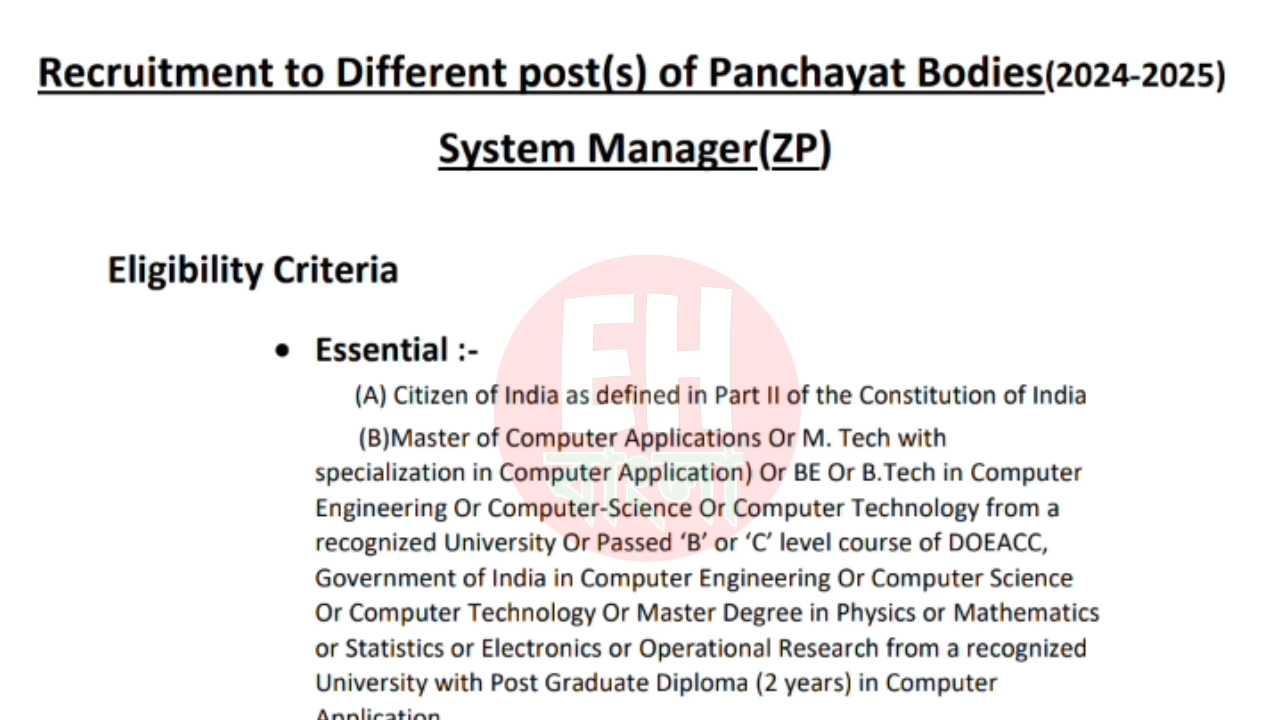 Recruitment to Different post(s) of Panchayat Bodies(2024-2025)
System Manager(ZP)
Eligibility Criteria
• Essential :-
(A) Citizen of India as defined in Part II of the Constitution of India
(B)Master of Computer Applications Or M. Tech with
specialization in Computer Application) Or BE Or B.Tech in Computer
Engineering Or Computer-Science Or Computer Technology from a
recognized University Or Passed ‘B’ or ‘C’ level course of DOEACC,
Government of India in Computer Engineering Or Computer Science
Or Computer Technology Or Master Degree in Physics or Mathematics
or Statistics or Electronics or Operational Research from a recognized
University with Post Graduate Diploma (2 years) in Computer
Application
EH
বাংলা